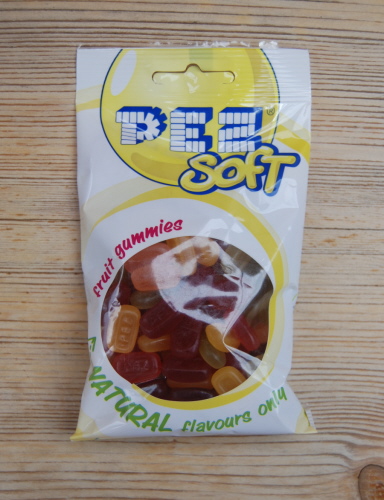 PEZ®
SOFT
fruit gummies
NATURAL flavours only